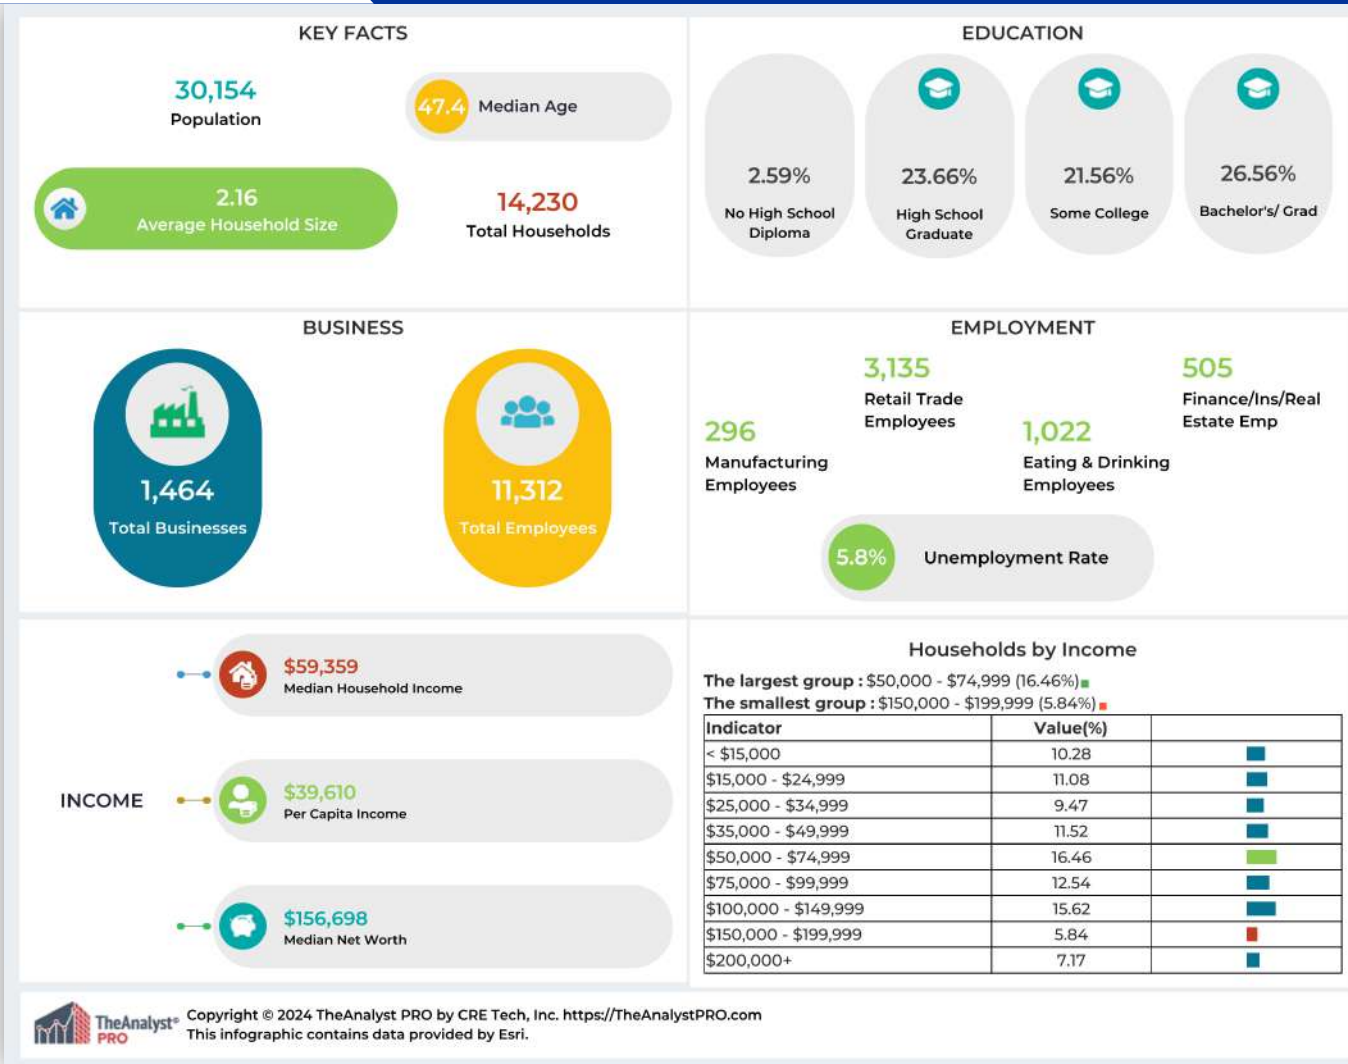 KEY FACTS
30,154
Population
47.4 Median Age
2.16
Average Household Size
14,230
Total Households
EDUCATION
2.59%
No High School
Diploma
23.66%
High School
Graduate
21.56%
Some College
26.56%
Bachelor's/ Grad
BUSINESS
1,464
Total Businesses
11,312
Total Employees
EMPLOYMENT
296
Manufacturing
Employees
3,135
Retail Trade
Employees
1,022
Eating & Drinking
Employees
505
Finance/Ins/Real
Estate Emp
5.8% Unemployment Rate
INCOME
$59,359
Median Household Income
$39,610
Per Capita Income
$156,698
Median Net Worth
Households by Income
The largest group : $50,000 - $74,999 (16.46%)
The smallest group : $150,000 - $199,999 (5.84%)
Indicator Value(%)
< $15,000 10.28
$15,000 - $24,999 11.08
$25,000 - $34,999 9.47
$35,000 - $49,999 11.52
$50,000 - $74,999 16.46
$75,000 - $99,999 12.54
$100,000 - $149,999 15.62
$150,000 - $199,999 5.84
$200,000+ 7.17
TheAnalyst®
PRO
Copyright © 2024 TheAnalyst PRO by CRE Tech, Inc. https://TheAnalystPRO.com
This infographic contains data provided by Esri.